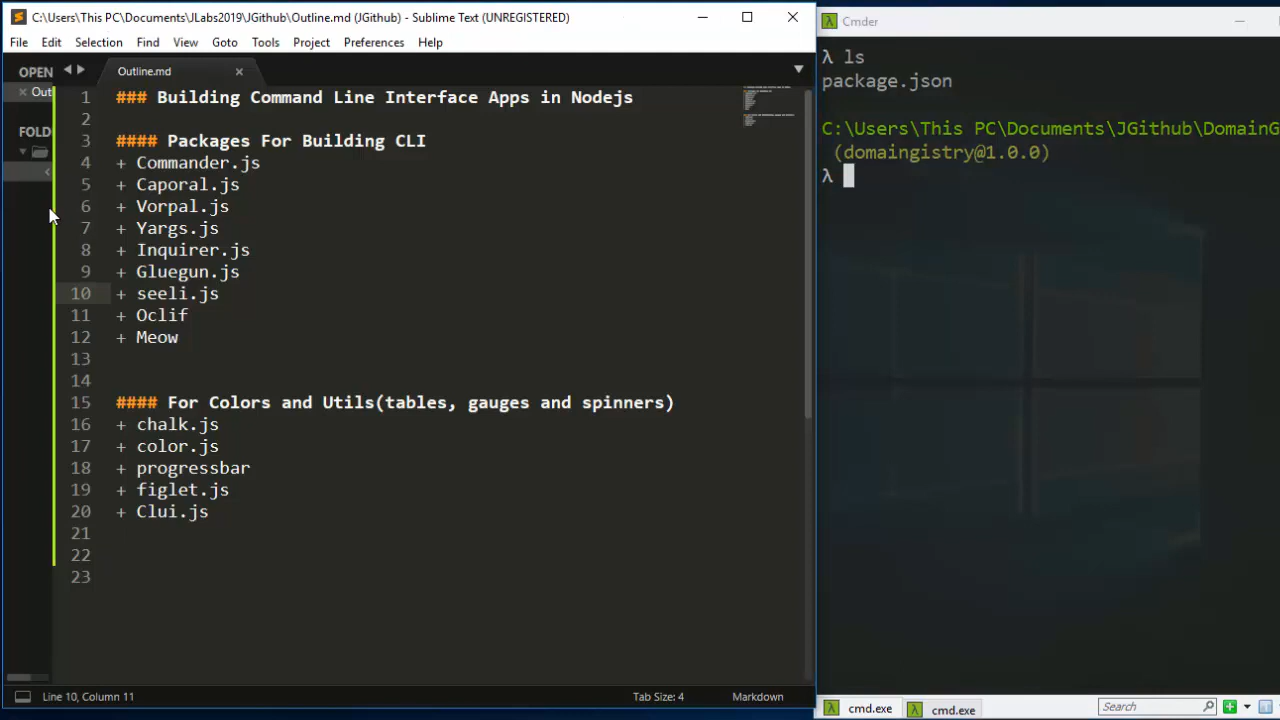 C:\Users\This PC\Documents\JLabs2019\JGithub\Outline.md (JGithub) - Sublime Text (UNREGISTERED)
File Edit Selection Find View Goto Tools Project Preferences Help
OPEN
Out
FOLD
Outline.md
1 ### Building Command Line Interface Apps in Nodejs
2
3 #### Packages For Building CLI
4 + Commander.js
5 + Caporal.js
6 + Vorpal.js
7 + Yargs.js
8 + Inquirer.js
9 + Gluegun.js
10 + seeli.js
11 + Oclif
12 + Meow
13
14
15 #### For Colors and Utils(tables, gauges and spinners)
16 + chalk.js
17 + color.js
18 + progressbar
19 + figlet.js
20 + Clui.js
21
22
23
Line 10, Column 11
Tab Size: 4
Markdown
λ Cmder
λ ls
package.json
C:\Users\This PC\Documents\JGithub\DomainG
(domaingistry@1.0.0)
λ
λ cmd.exe
λ cmd.exe
Search